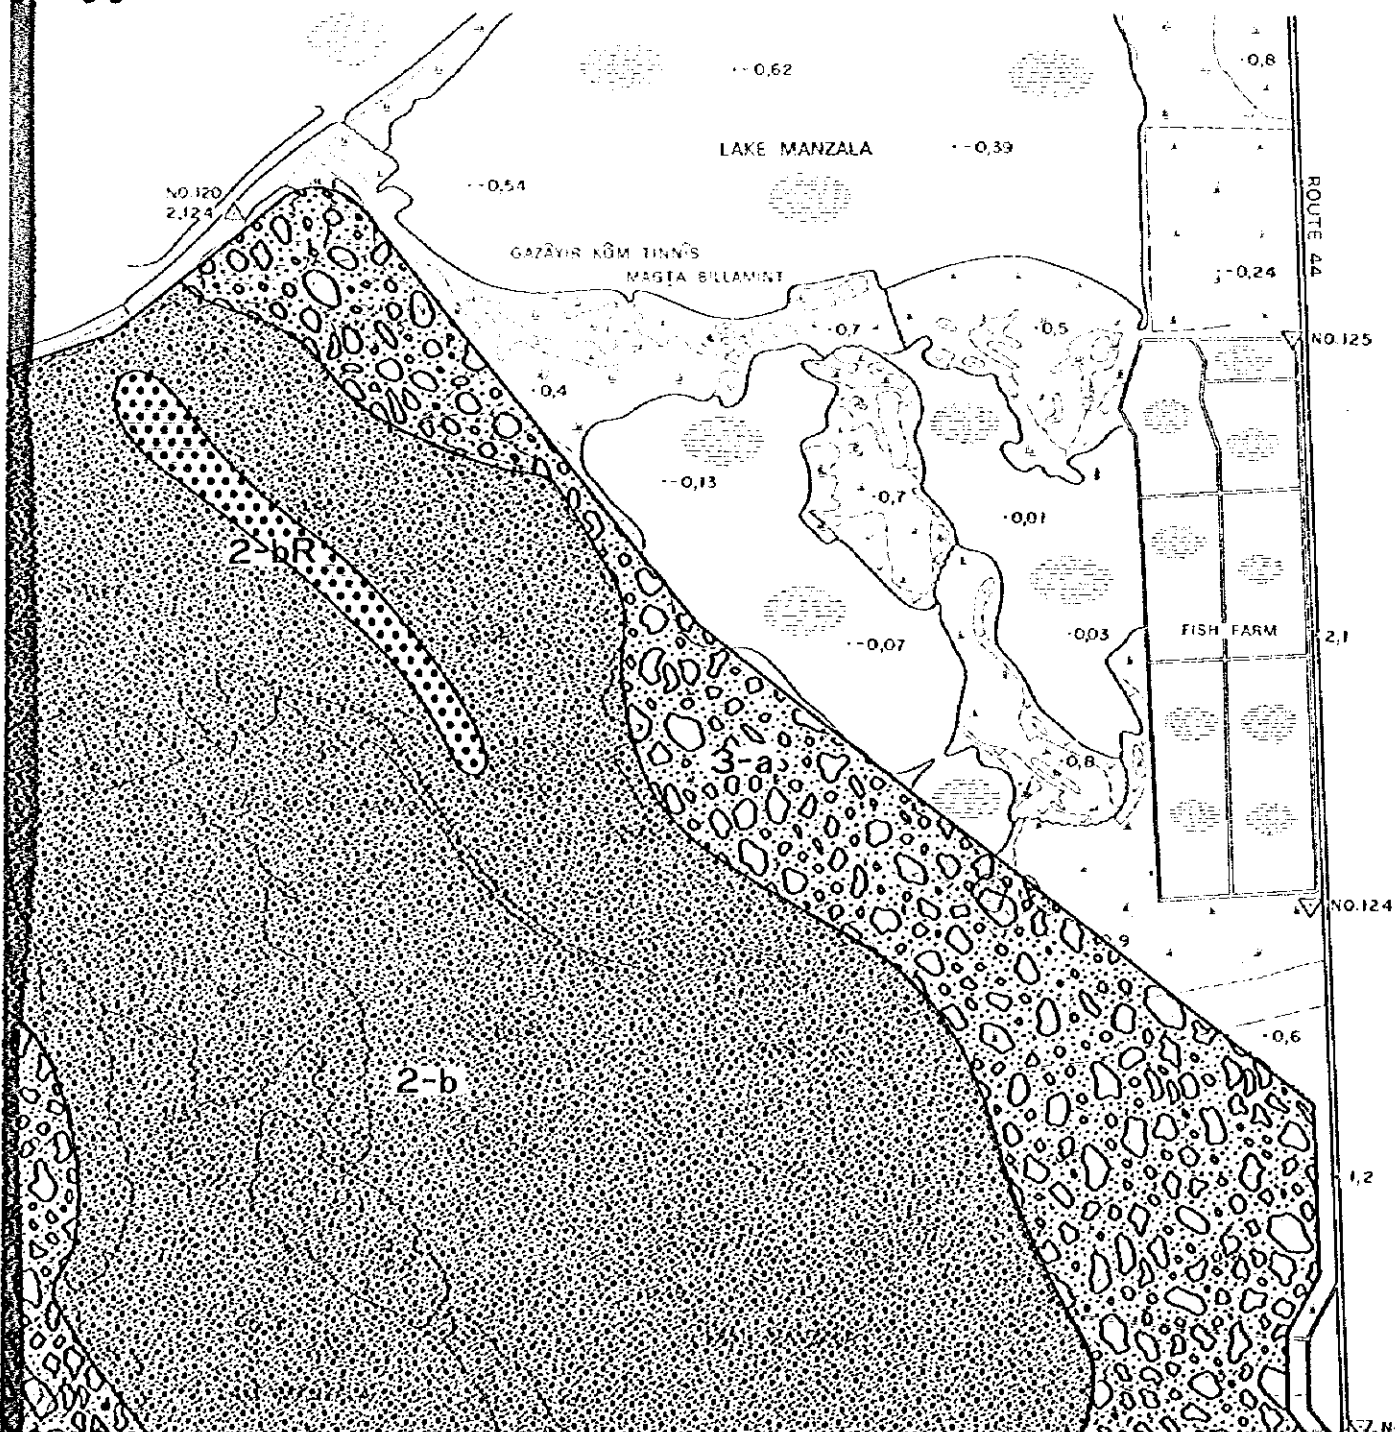 0,8
-0,62
LAKE MANZALA
-0,39
NO.120
2.124
-0,54
ROUTE 44
GAZÂYIR KÔM TINNÎS
MAGTA BILLAMINT
-0,24
0,7
0,5
NO.125
0,4
-0,13
0,7
0,01
2-bR
-0,07
0,03
FISH FARM
2,1
3-a
0,8
NO.124
0,6
2-b
1,2